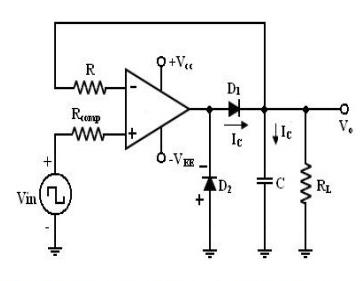 +Vcc
R
-
D1
Rcomp
+
IC
IC
Vo
-VEE
-
D2
C
RL
+
+
Vin
-